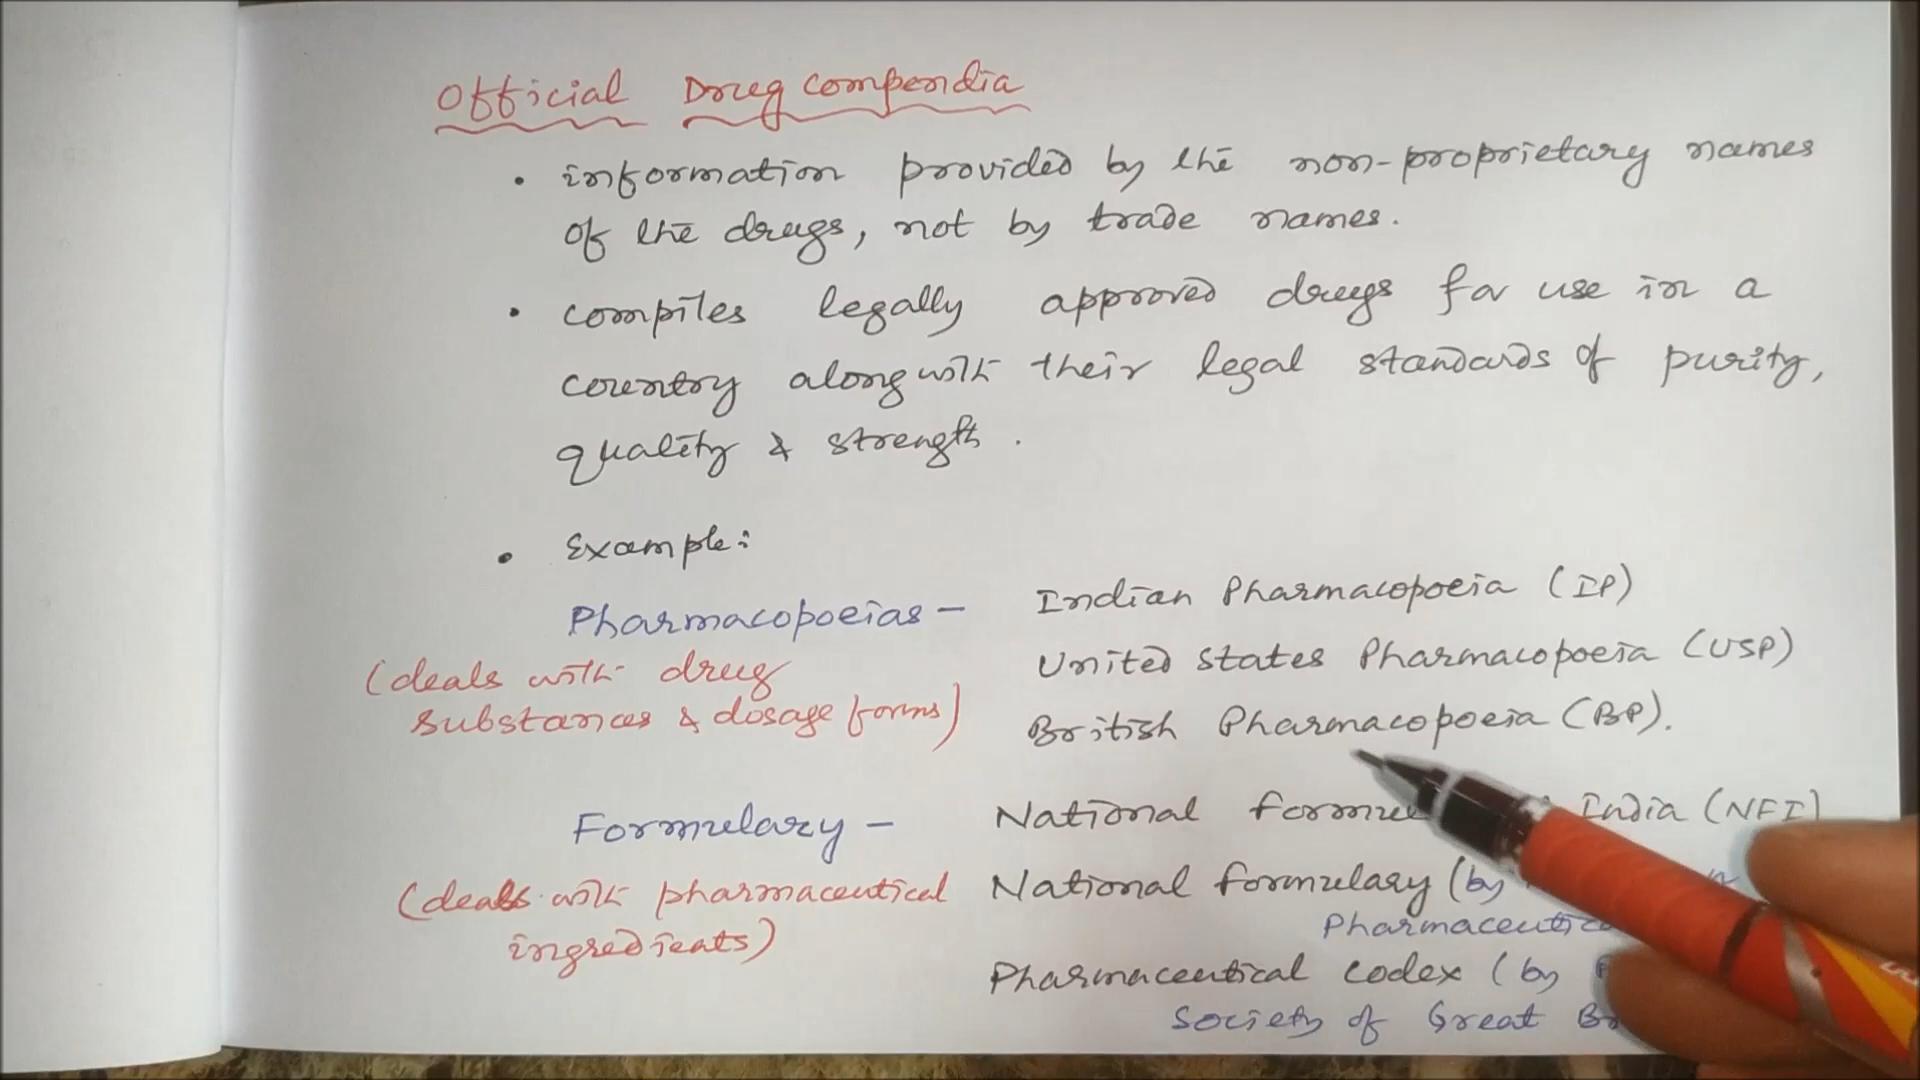 Official Drug compendia
• information provided by the non-proprietary names
of the drugs, not by trade names.
• compiles legally approved drugs for use in a
country along with their legal standards of purity,
quality & strength.
• Example:
Pharmacopoeias - Indian Pharmacopoeia (IP)
(deals with drug United States Pharmacopoeia (USP)
substances & dosage forms) British Pharmacopoeia (BP).
Formulary - National India (NFI)
(deals with pharmaceutical National formulary (by
ingredients)
Pharmaceutical codex (by
Society of Great